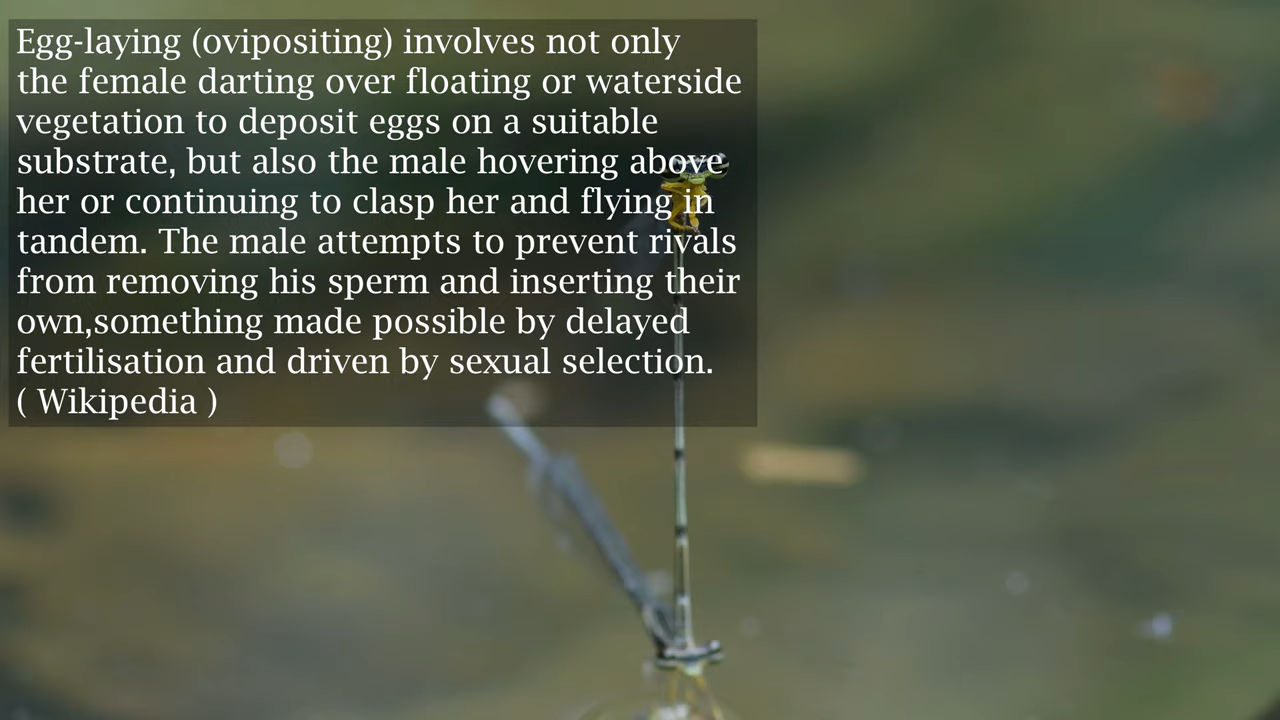 Egg-laying (ovipositing) involves not only
the female darting over floating or waterside
vegetation to deposit eggs on a suitable
substrate, but also the male hovering above
her or continuing to clasp her and flying in
tandem. The male attempts to prevent rivals
from removing his sperm and inserting their
own,something made possible by delayed
fertilisation and driven by sexual selection.
( Wikipedia )